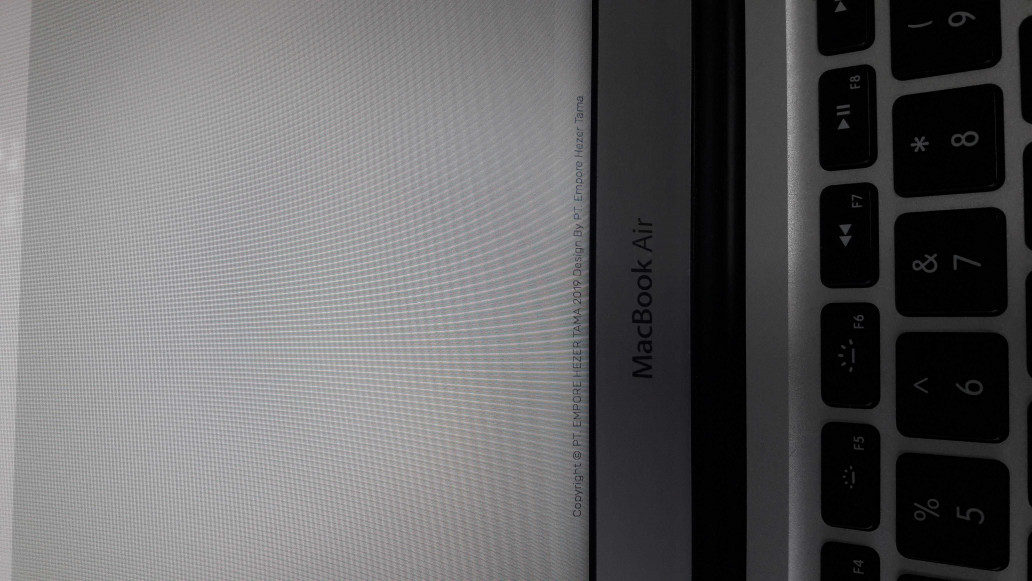 Copyright © PT. EMPORE HEZER TAMA 2019 Design By PT. Empore Hezer Tama
MacBook Air
F4 F5 F6 F7 F8
% ^ & * (
5 6 7 8 9